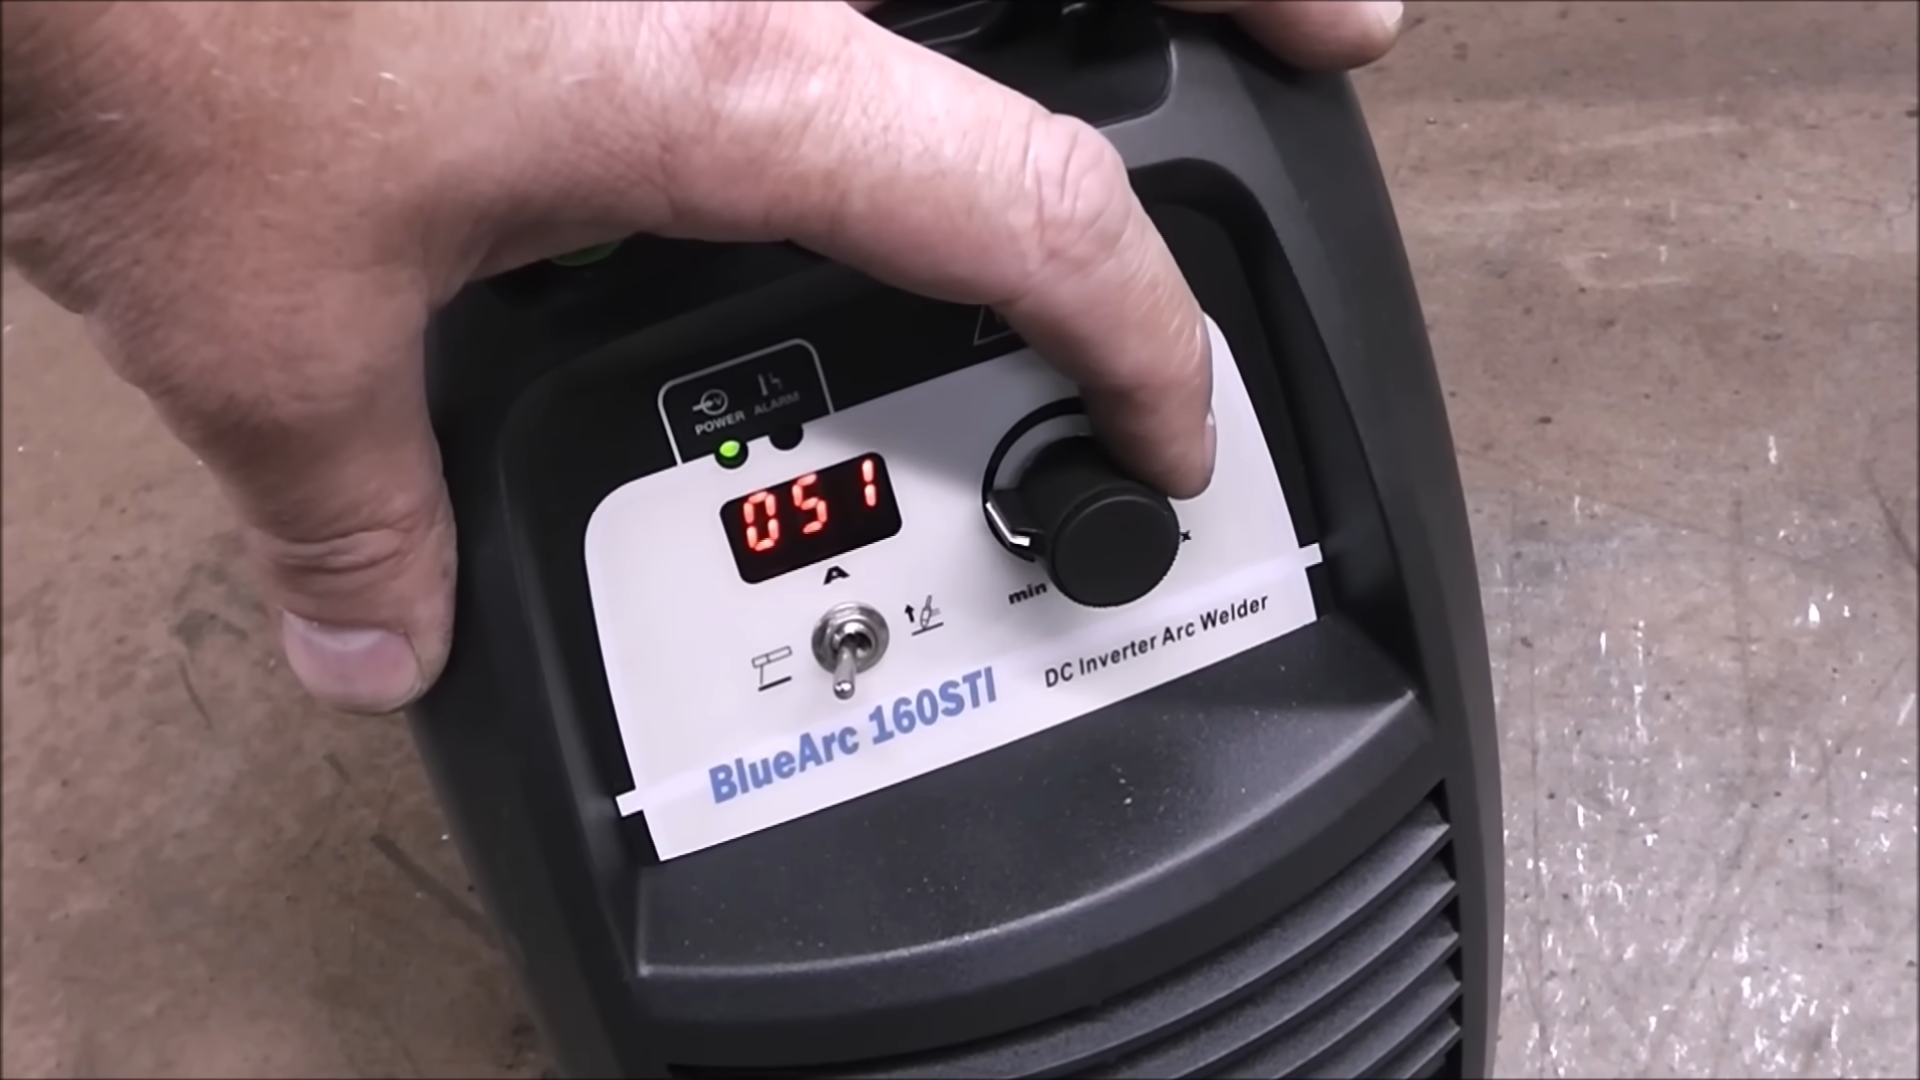 POWER ALARM
051
A
min
BlueArc 160STI
DC Inverter Arc Welder